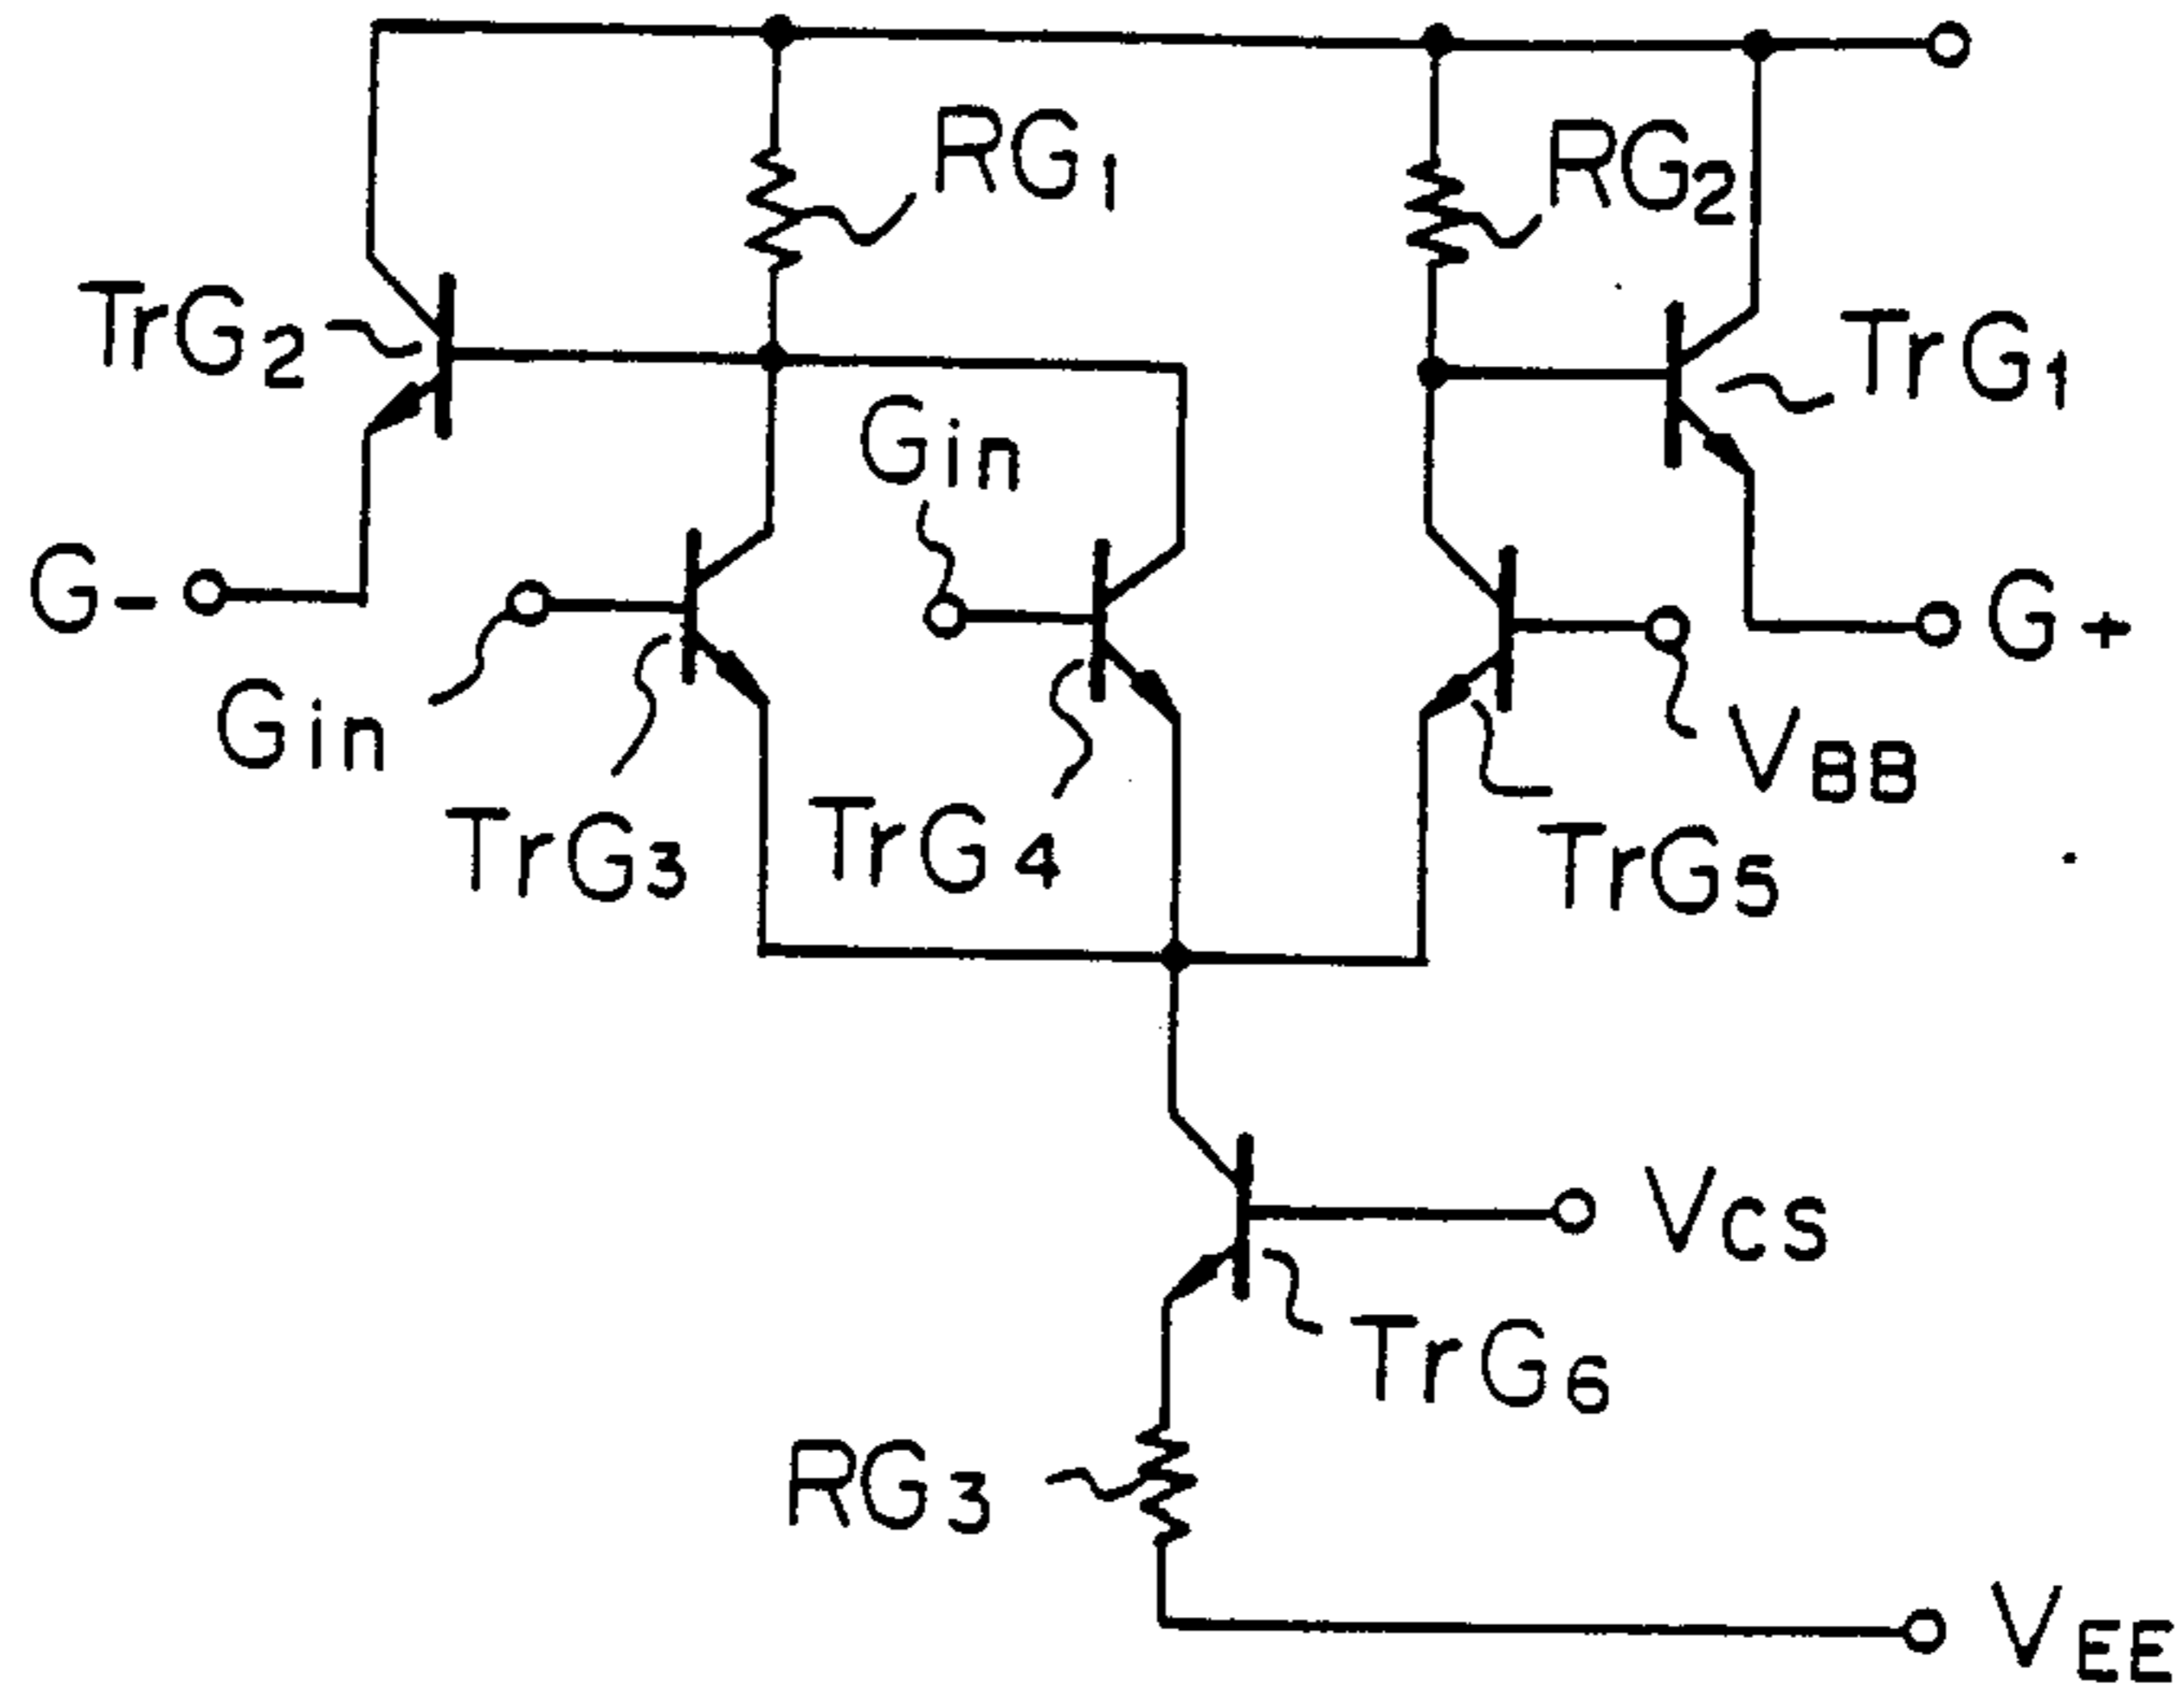 RG1
RG2
TrG2
TrG1
Gin
G-
G+
Gin
VBB
TrG3
TrG4
TrG5
VCS
TrG6
RG3
VEE